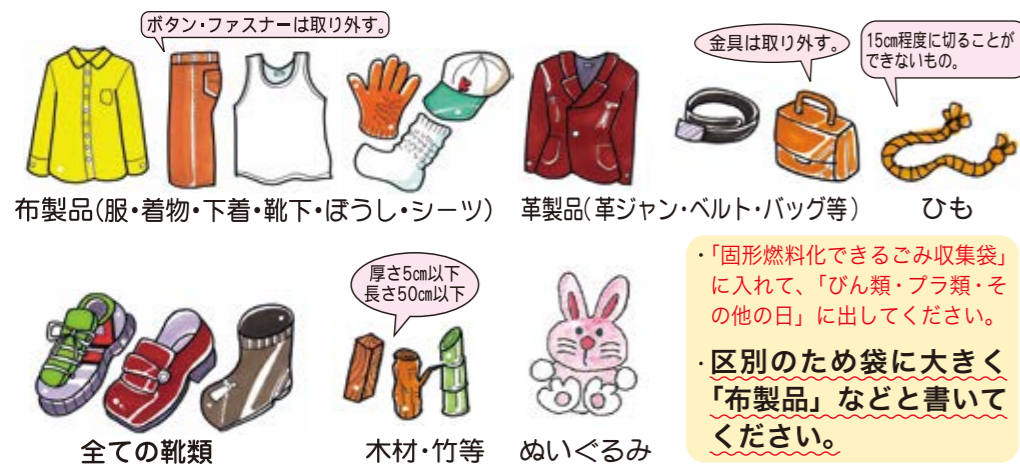 ボタン・ファスナーは取り外す。
金具は取り外す。
15㎝程度に切ることが
できないもの。
布製品(服・着物・下着・靴下・ぼうし・シーツ)
革製品(革ジャン・ベルト・バッグ等)
ひも
厚さ5㎝以下
長さ50㎝以下
全ての靴類
木材・竹等
ぬいぐるみ
・「固形燃料化できるごみ収集袋」
に入れて、「びん類・プラ類・そ
の他の日」に出してください。
・区別のため袋に大きく
「布製品」などと書いて
ください。